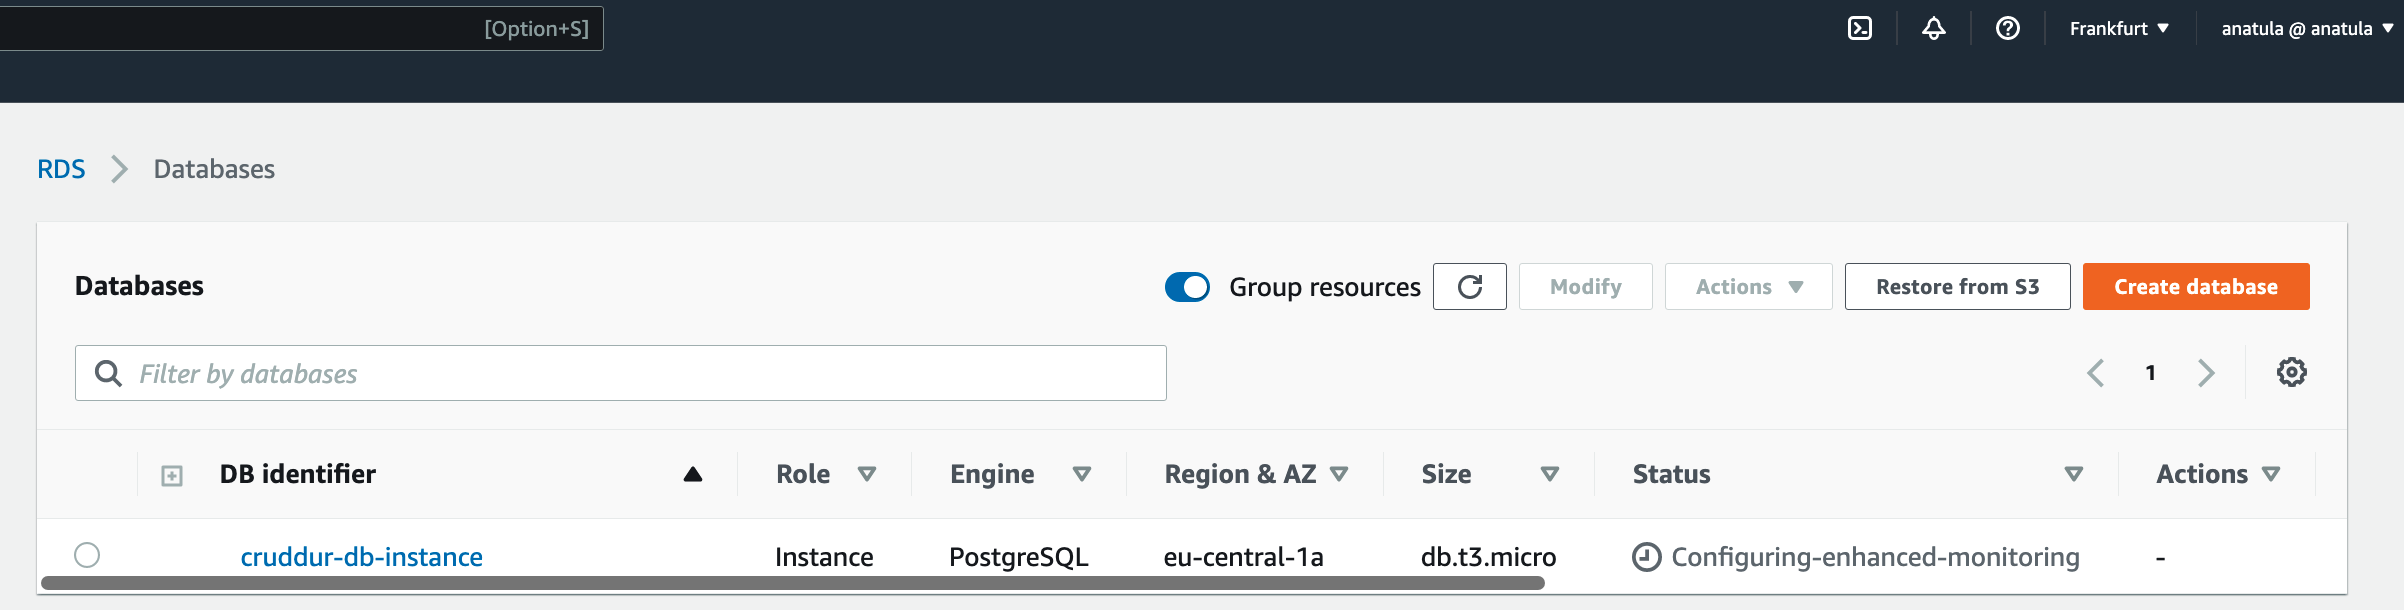 [Option+S] Frankfurt anatula @ anatula
RDS Databases
Databases Group resources Modify Actions Restore from S3 Create database
Filter by databases 1
DB identifier Role Engine Region & AZ Size Status Actions
cruddur-db-instance Instance PostgreSQL eu-central-1a db.t3.micro Configuring-enhanced-monitoring -